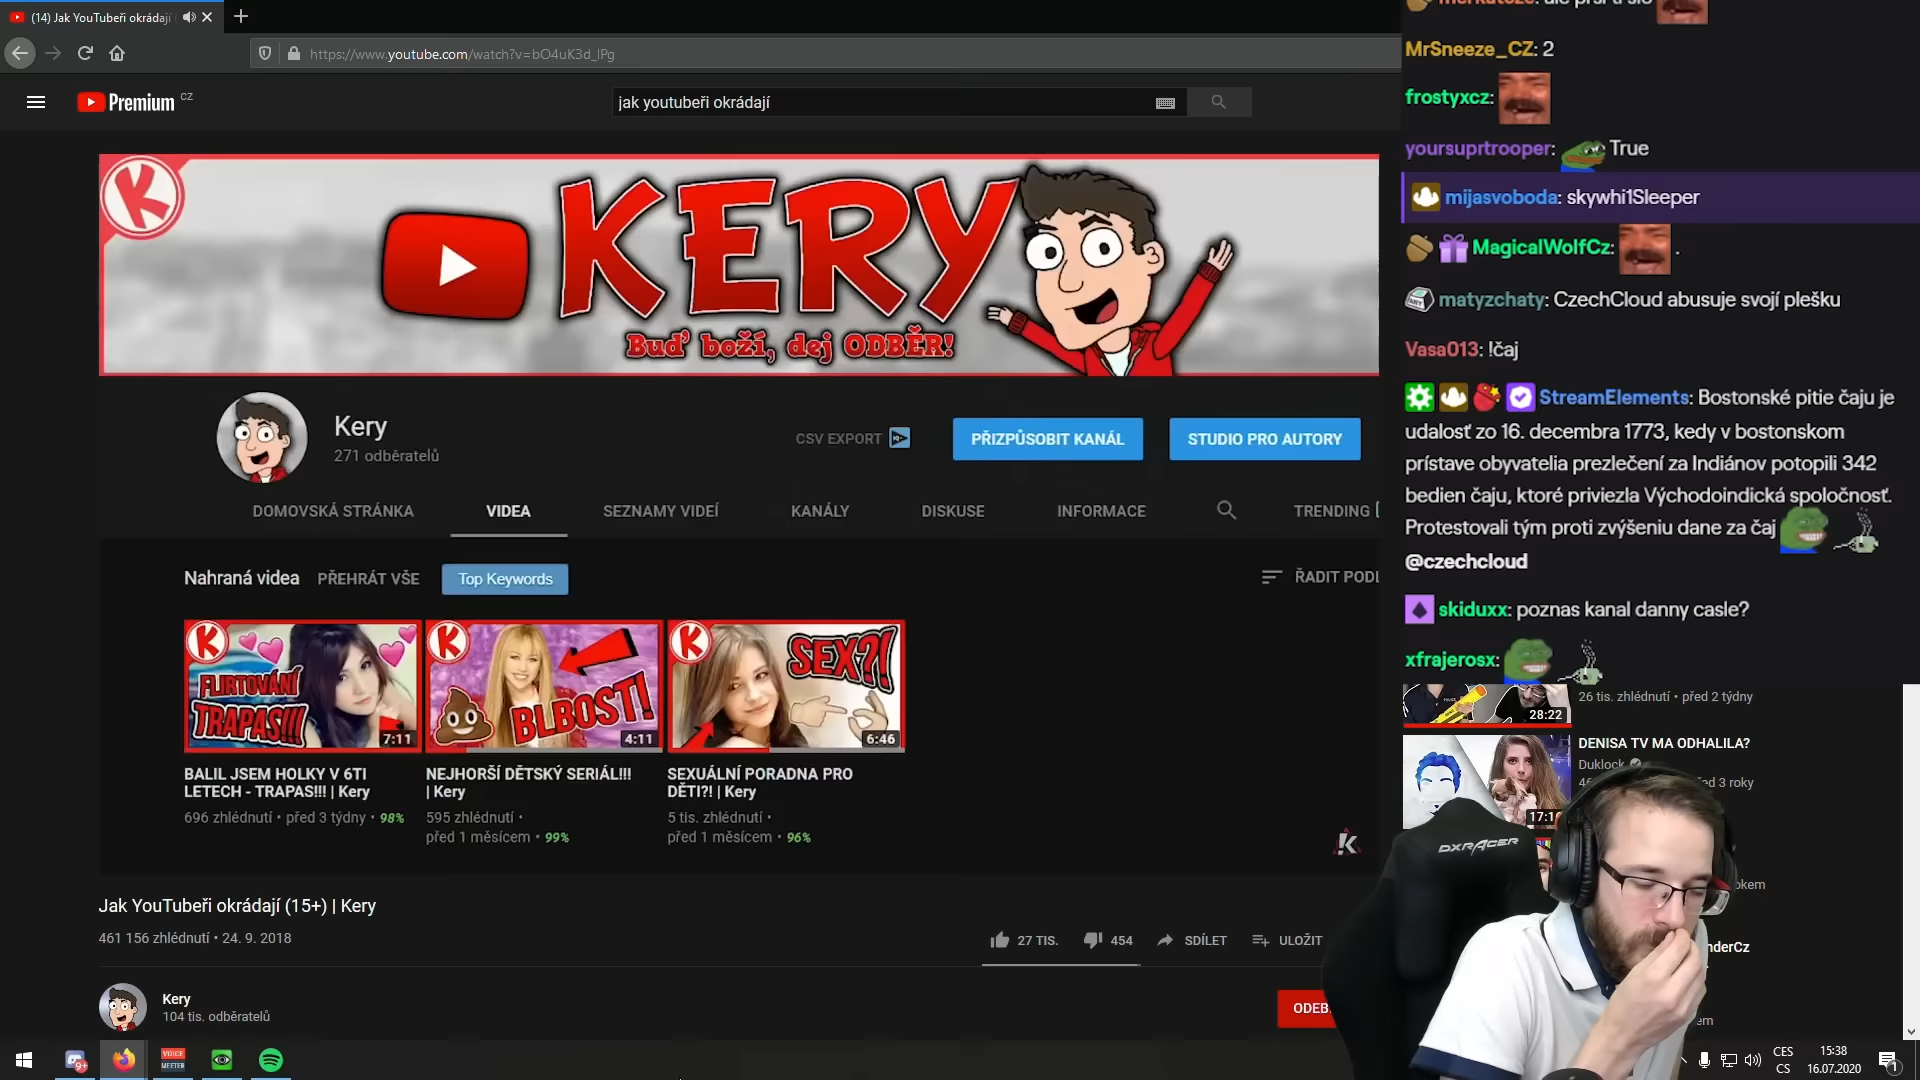 (14) Jak YouTubeři okrádají
https://www.youtube.com/watch?v=bO4uK3d_lPg
Premium CZ
jak youtubeři okrádají
K
KERY
Buď boží, dej ODBĚR!
Kery
271 odběratelů
CSV EXPORT
PŘIZPŮSOBIT KANÁL
STUDIO PRO AUTORY
DOMOVSKÁ STRÁNKA
VIDEA
SEZNAMY VIDEÍ
KANÁLY
DISKUSE
INFORMACE
TRENDING
Nahraná videa
PŘEHRÁT VŠE
Top Keywords
ŘADIT PODL
K
FLIRTOVÁNÍ
TRAPAS!!!
7:11
K
BLBOST!
4:11
K
SEX?!
6:46
BALIL JSEM HOLKY V 6TI
LETECH - TRAPAS!!! | Kery
696 zhlédnutí • před 3 týdny • 98%
NEJHORŠÍ DĚTSKÝ SERIÁL!!!
| Kery
595 zhlédnutí •
před 1 měsícem • 99%
SEXUÁLNÍ PORADNA PRO
DĚTI?! | Kery
5 tis. zhlédnutí •
před 1 měsícem • 96%
K
Jak YouTubeři okrádají (15+) | Kery
461 156 zhlédnutí • 24. 9. 2018
27 TIS.
454
SDÍLET
ULOŽIT
Kery
104 tis. odběratelů
ODEB
MrSneeze_CZ: 2
frostyxcz:
yoursuprtrooper: True
mijasvoboda: skywhi1Sleeper
MagicalWolfCz: .
matyzchaty: CzechCloud abusuje svojí plešku
Vasa013: !čaj
StreamElements: Bostonské pitie čaju je
udalosť zo 16. decembra 1773, kedy v bostonskom
prístave obyvatelia prezlečení za Indiánov potopili 342
bedien čaju, ktoré priviezla Východoindická spoločnosť.
Protestovali tým proti zvýšeniu dane za čaj
@czechcloud
skiduxx: poznas kanal danny casle?
xfrajerosx:
26 tis. zhlédnutí • před 2 týdny
28:22
DENISA TV MA ODHALILA?
Duklock
ed 3 roky
DXRACER
okem
nderCz
em
9+
VOICE
MEETER
CES
CS
15:38
16.07.2020
1